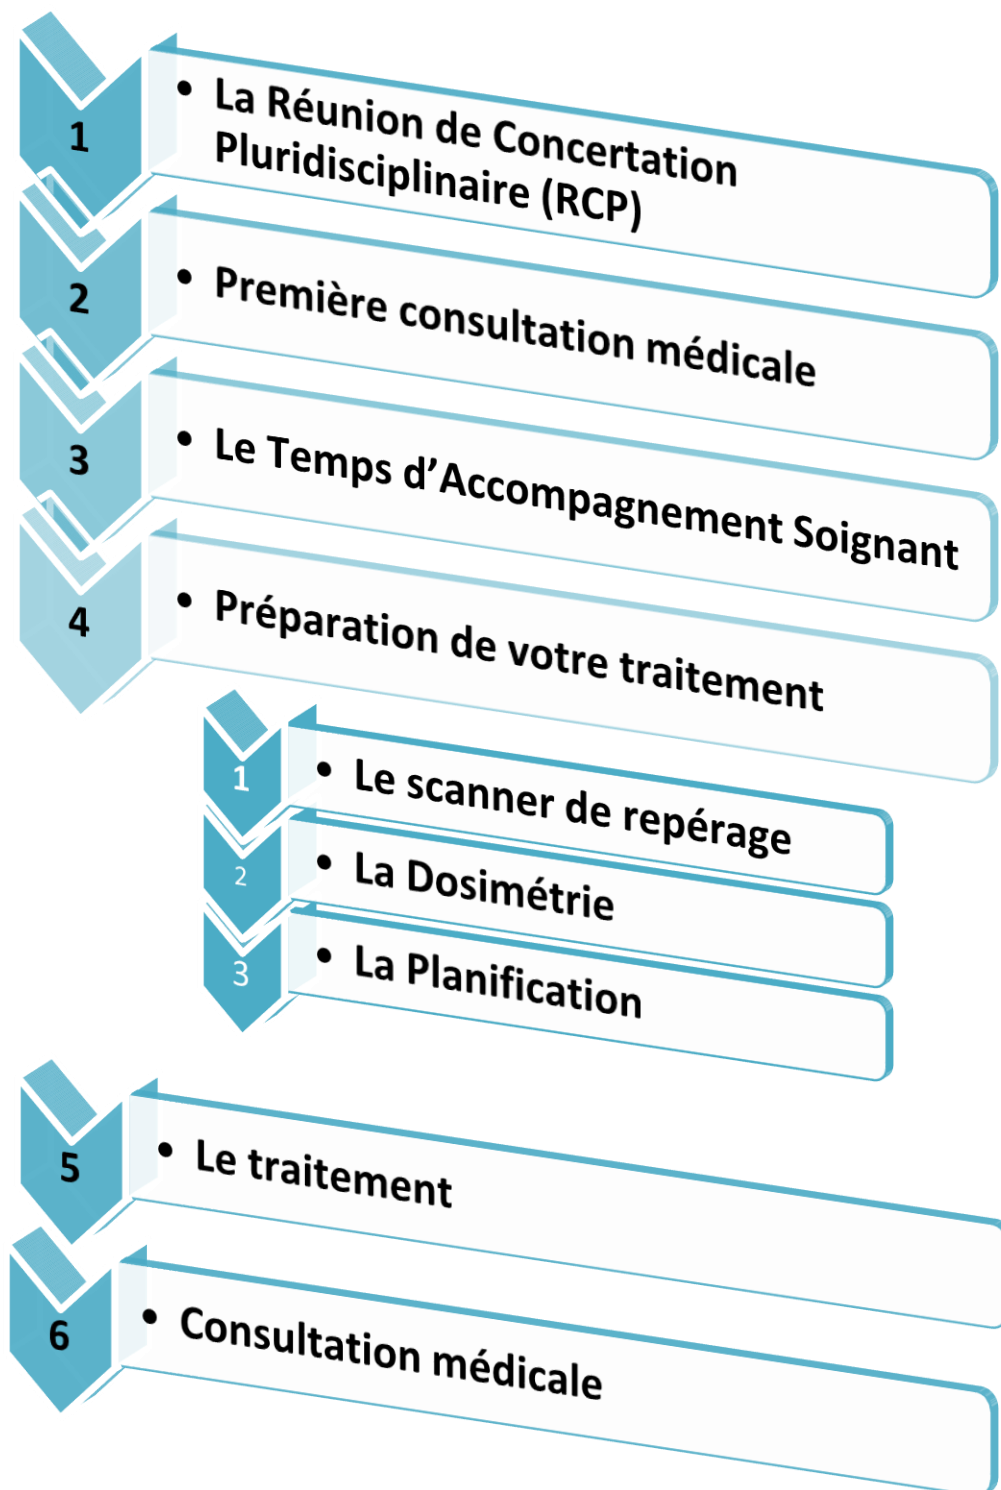 1
• La Réunion de Concertation
Pluridisciplinaire (RCP)
2
• Première consultation médicale
3
• Le Temps d’Accompagnement Soignant
4
• Préparation de votre traitement
1
• Le scanner de repérage
2
• La Dosimétrie
3
• La Planification
5
• Le traitement
6
• Consultation médicale